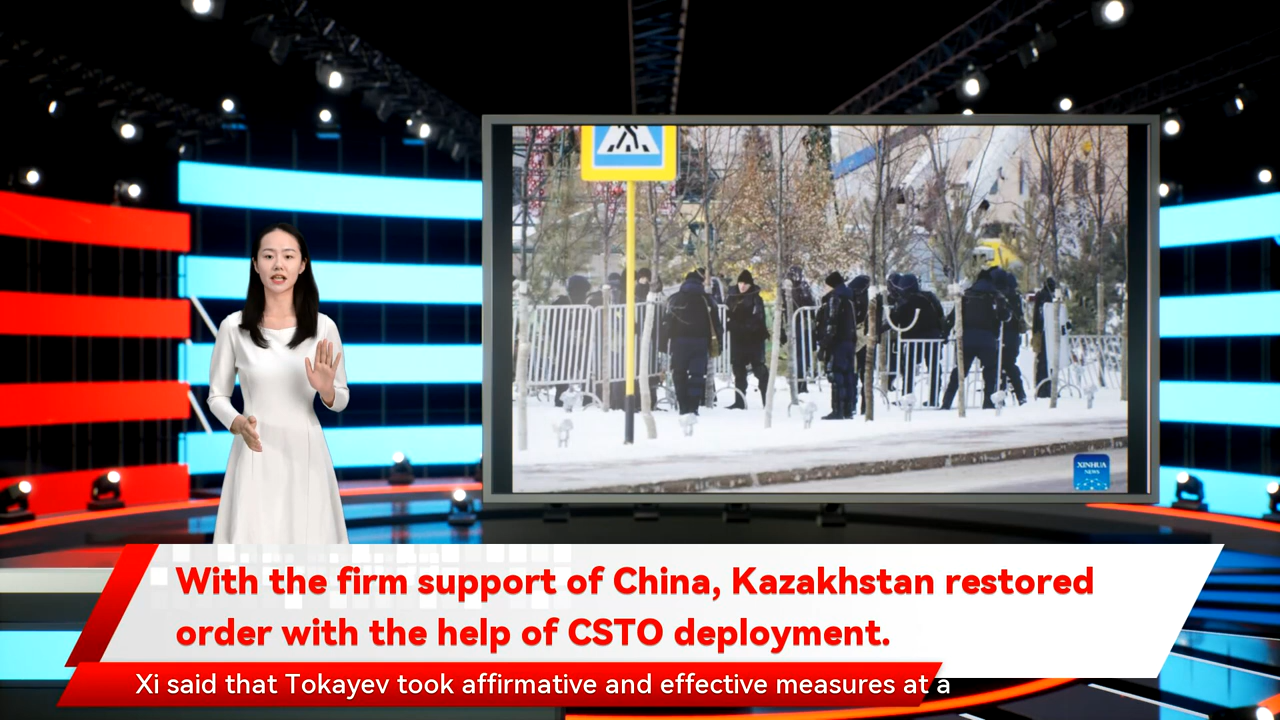 XINHUA
NEWS
With the firm support of China, Kazakhstan restored
order with the help of CSTO deployment.
Xi said that Tokayev took affirmative and effective measures at a